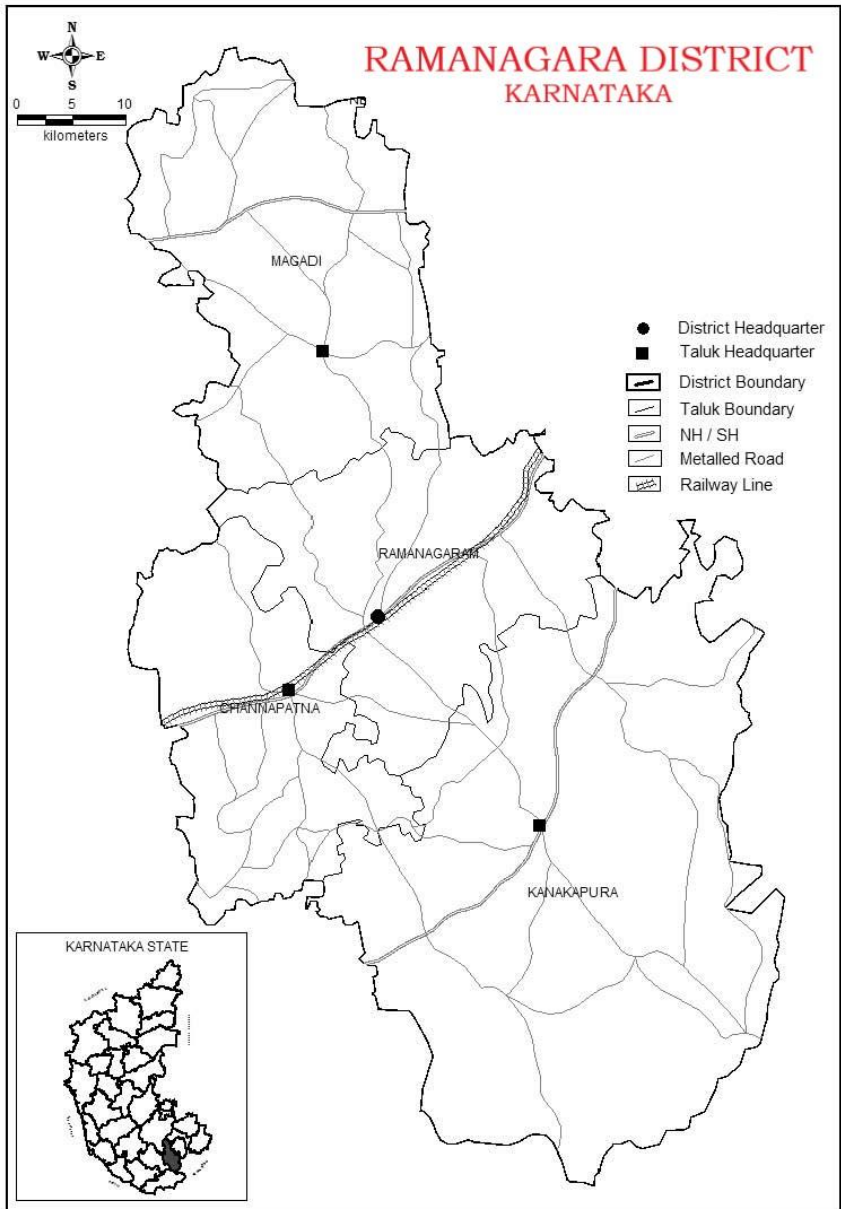 N
W E
S
RAMANAGARA DISTRICT
KARNATAKA
0 5 10
kilometers
MAGADI
District Headquarter
Taluk Headquarter
District Boundary
Taluk Boundary
NH / SH
Metalled Road
Railway Line
RAMANAGARAM
CHANNAPATNA
KANAKAPURA
KARNATAKA STATE